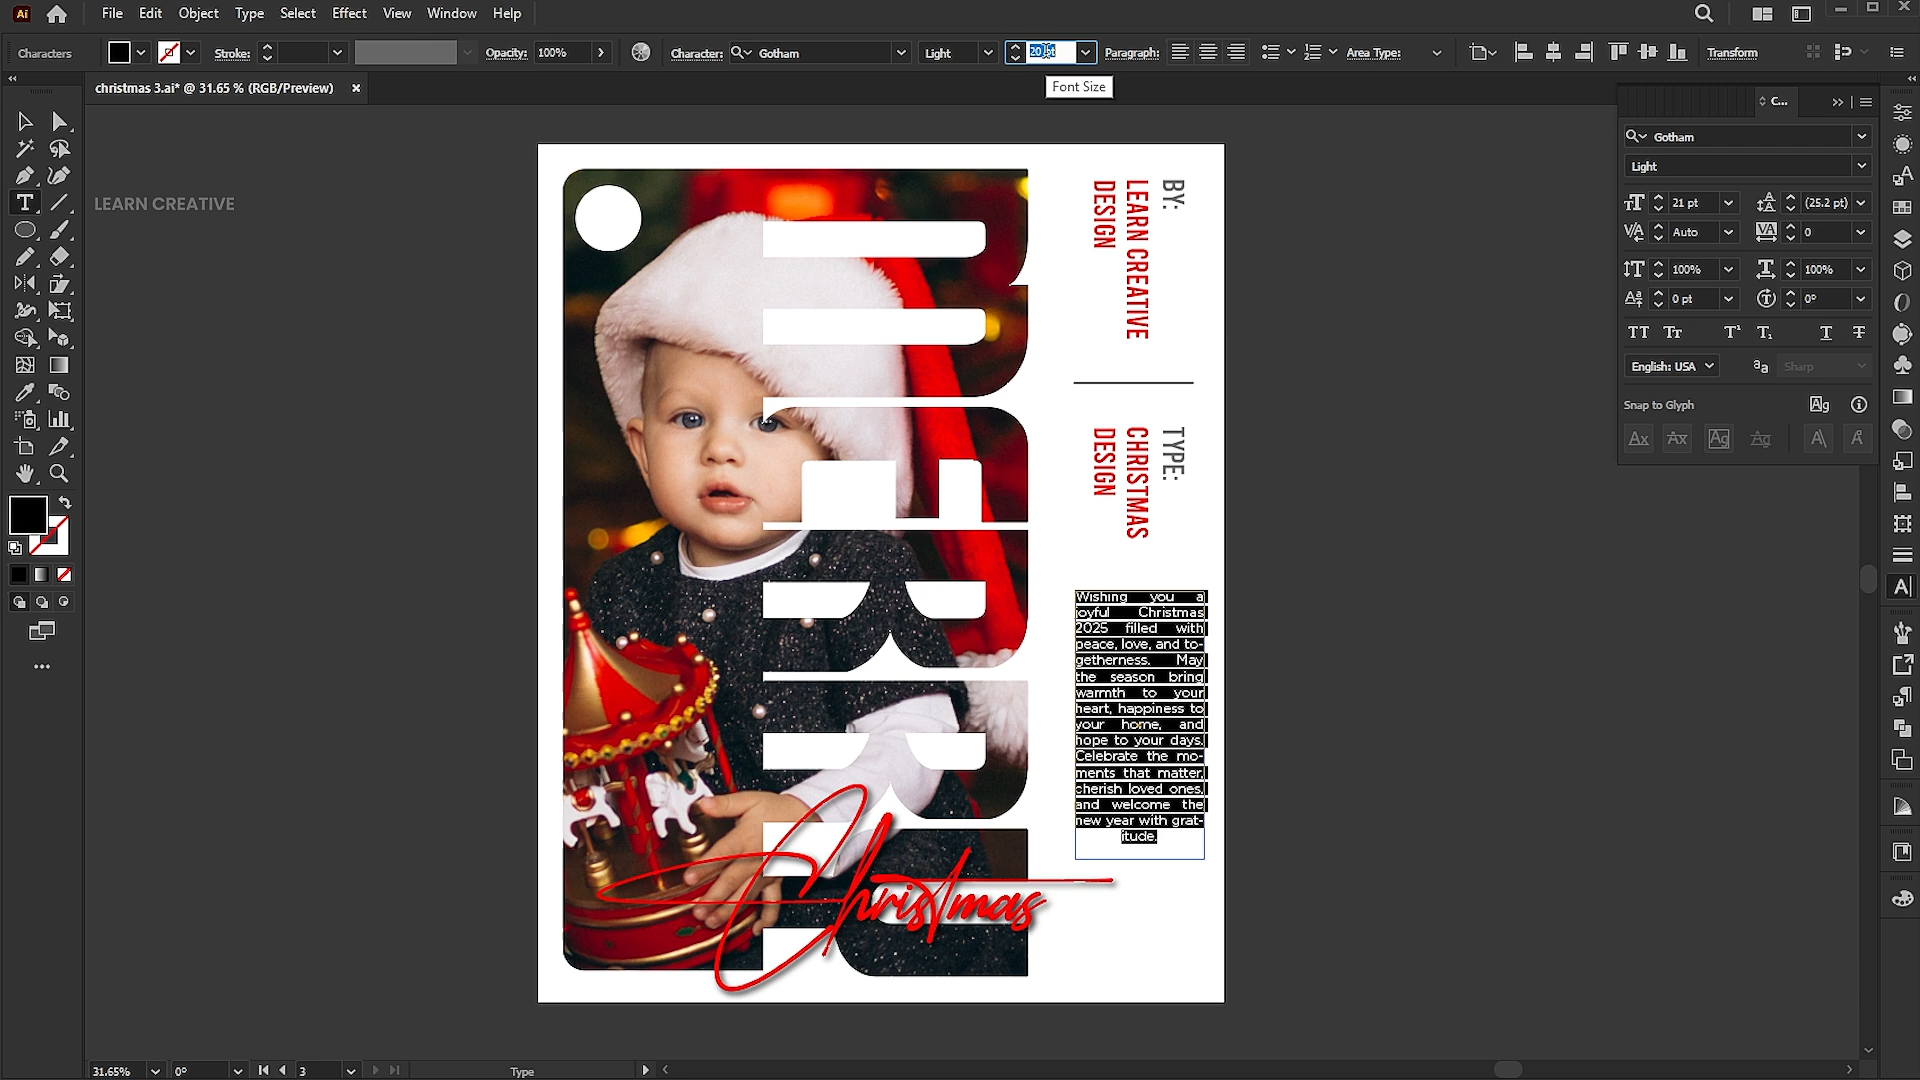 Ai
File Edit Object Type Select Effect View Window Help
Characters
Stroke:
Opacity: 100%
Character: Gotham
Light
Paragraph:
Area Type:
Transform
Font Size
christmas 3.ai* @ 31.65 % (RGB/Preview) ×
LEARN CREATIVE
BY:
LEARN CREATIVE
DESIGN
TYPE:
CHRISTMAS
DESIGN
Wishing you a
joyful Christmas
2025 filled with
peace, love, and to-
getherness. May
the season bring
warmth to your
heart, happiness to
your home, and
hope to your days.
Celebrate the mo-
ments that matter,
cherish loved ones,
and welcome the
new year with grat-
itude.
Christmas
C...
Gotham
Light
21 pt (25.2 pt)
Auto 0
100% 100%
0 pt 0°
English: USA Sharp
Snap to Glyph
31.65% 0° 3 Type